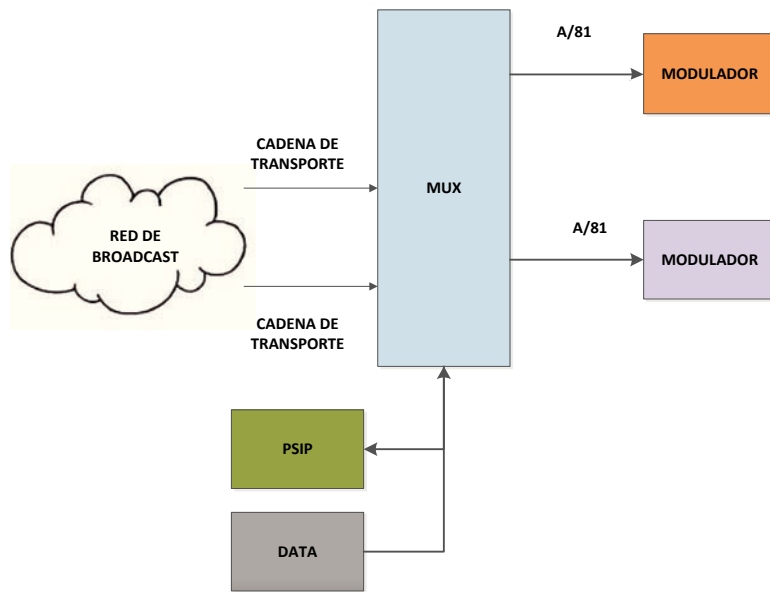 A/81
MODULADOR
CADENA DE
TRANSPORTE
MUX
RED DE
BROADCAST
A/81
MODULADOR
CADENA DE
TRANSPORTE
PSIP
DATA